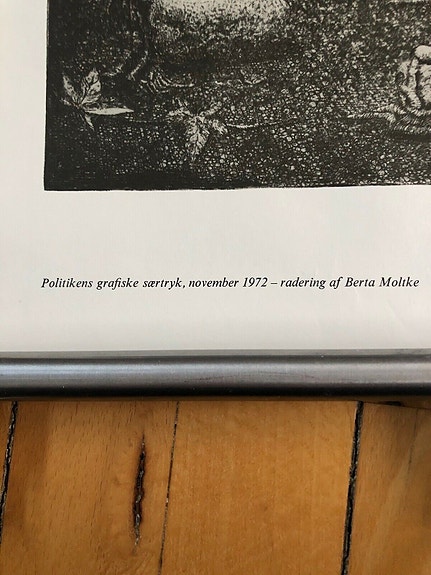 Politikens grafiske særtryk, november 1972 – radering af Berta Moltke